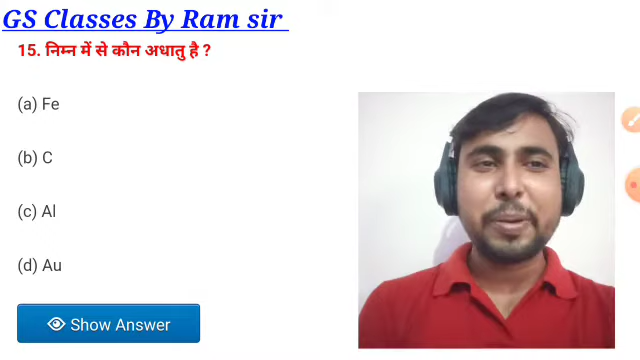 GS Classes By Ram sir
15. निम्न में से कौन अधातु है ?
(a) Fe
(b) C
(c) Al
(d) Au
Show Answer